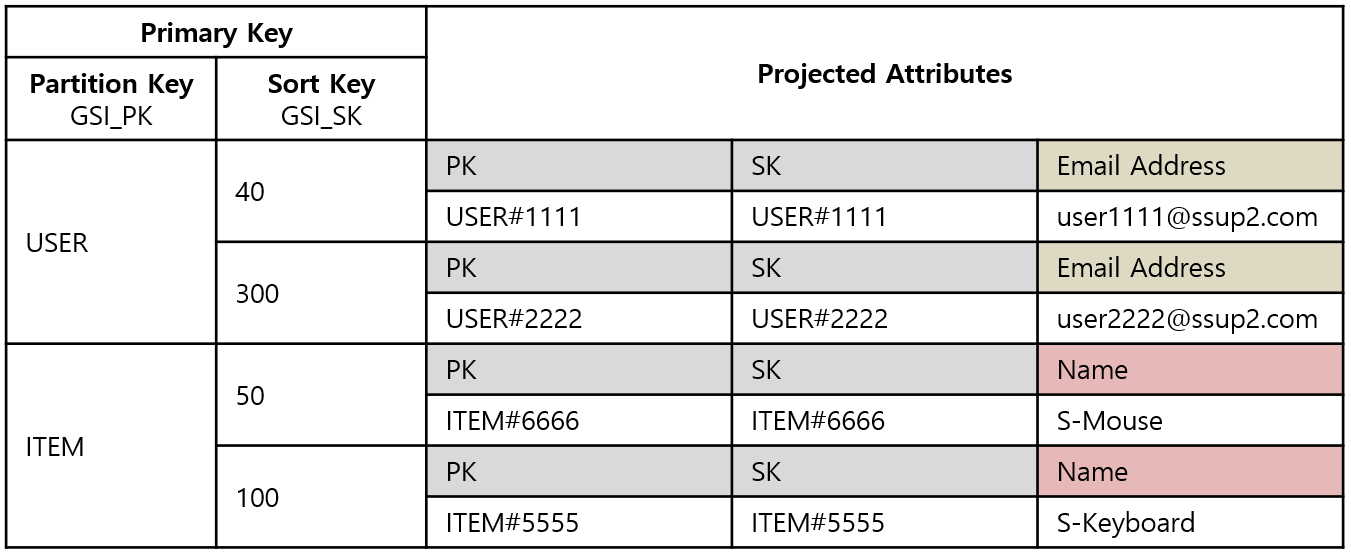 Primary Key
Projected Attributes
Partition Key
GSI_PK
Sort Key
GSI_SK
USER
40
PK
SK
Email Address
USER#1111
USER#1111
user1111@ssup2.com
300
PK
SK
Email Address
USER#2222
USER#2222
user2222@ssup2.com
ITEM
50
PK
SK
Name
ITEM#6666
ITEM#6666
S-Mouse
100
PK
SK
Name
ITEM#5555
ITEM#5555
S-Keyboard